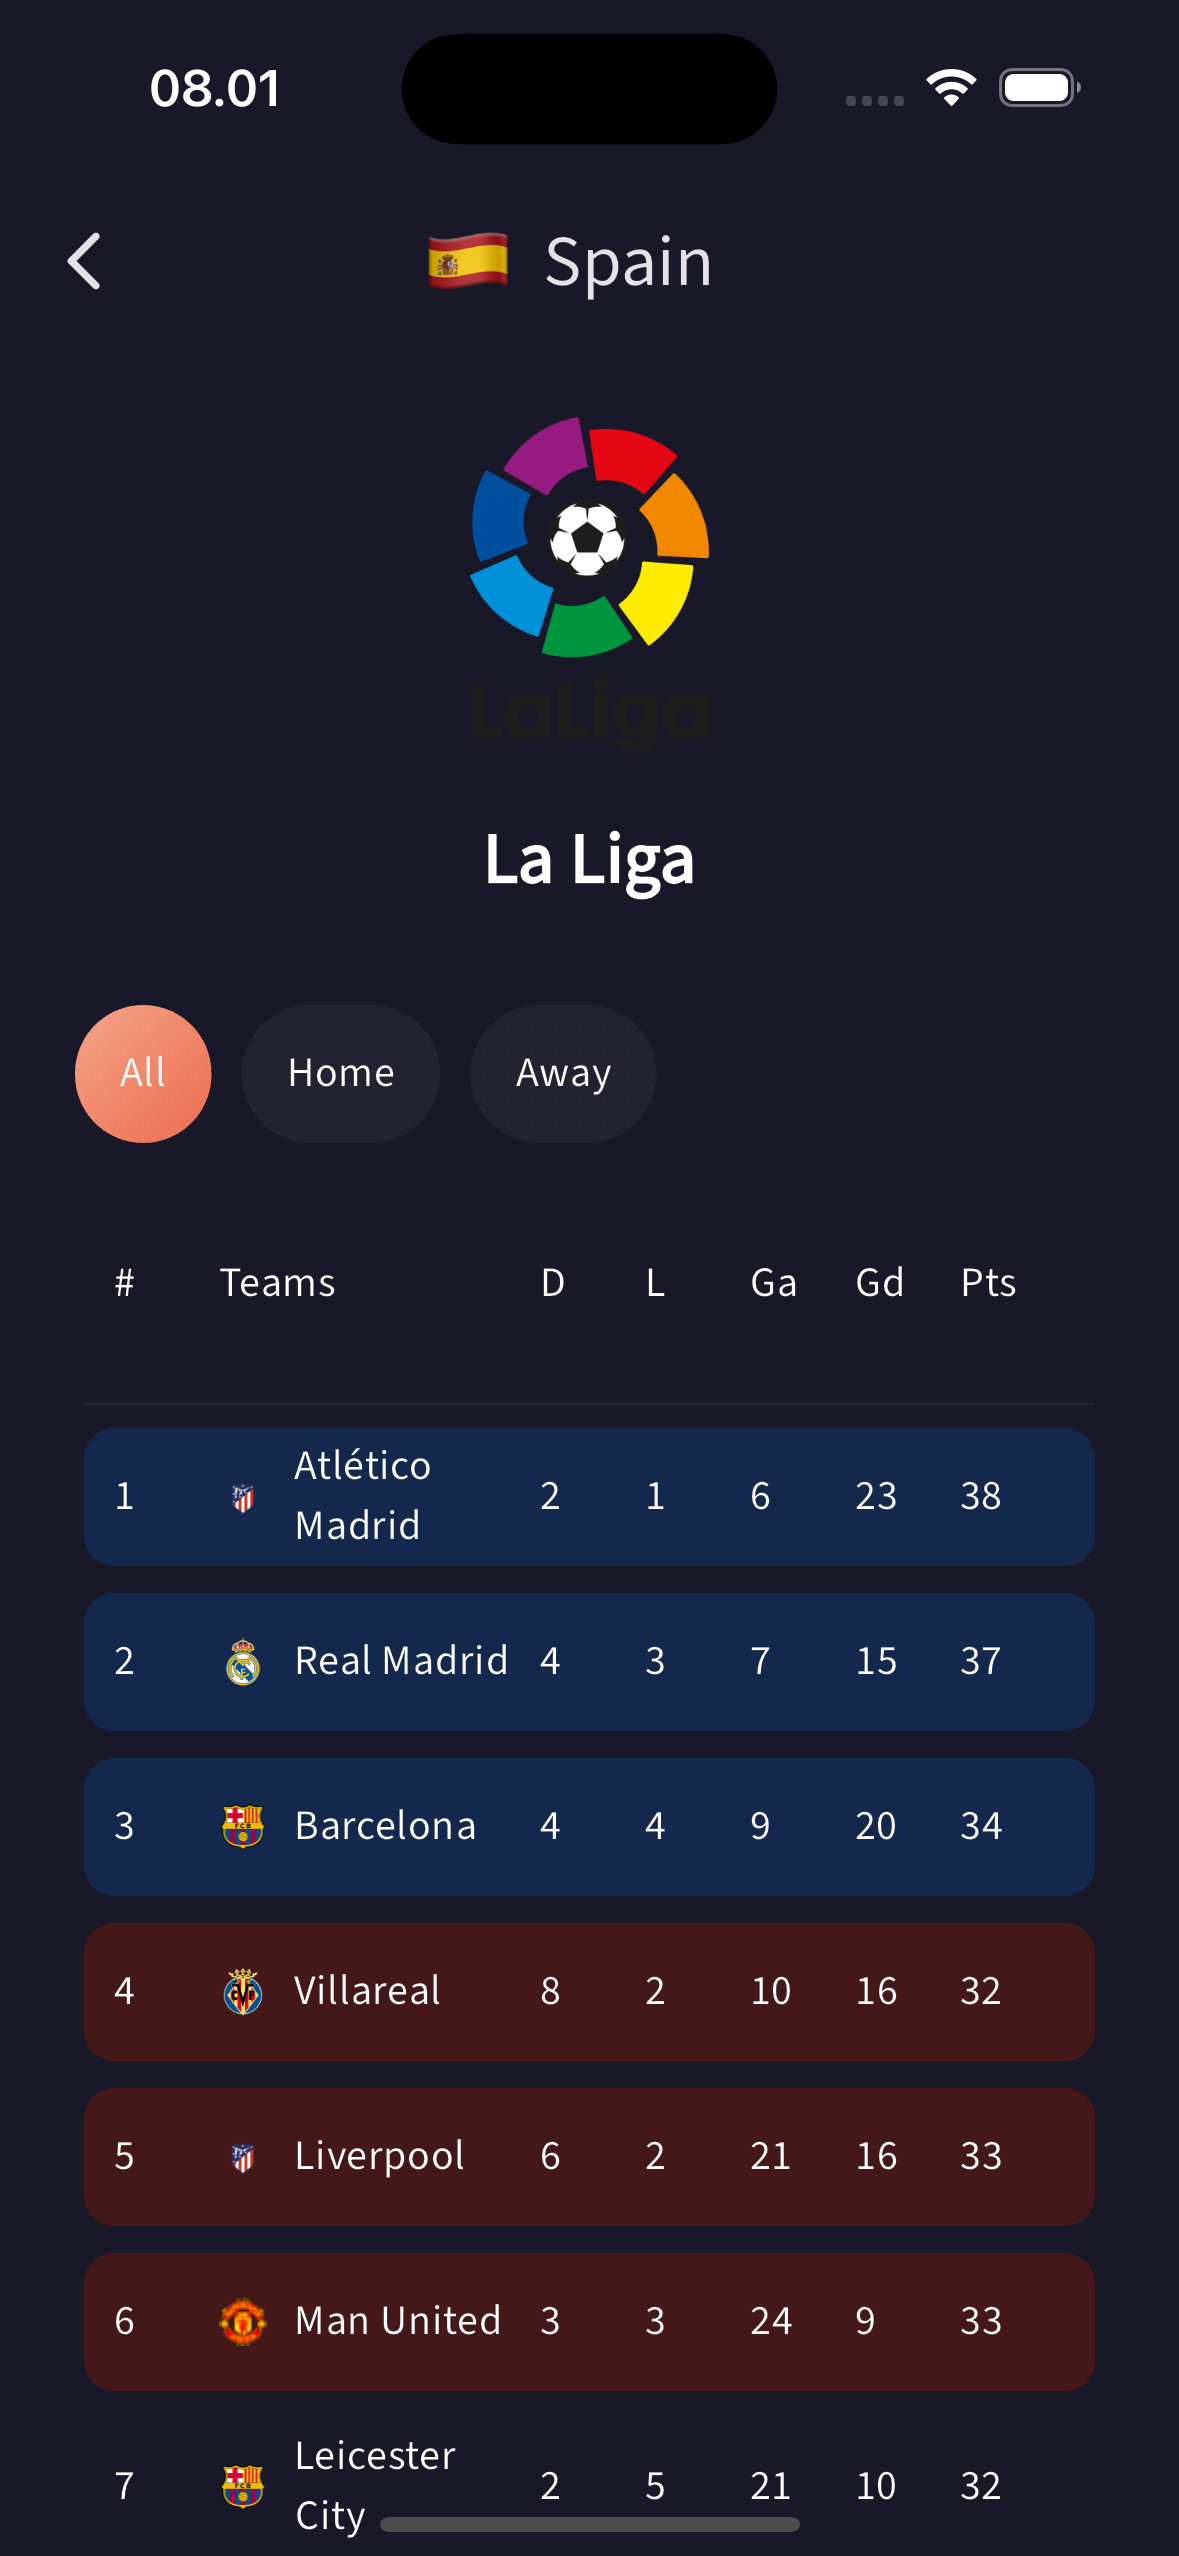 08.01
Spain
LaLiga
La Liga
All Home Away
# Teams D L Ga Gd Pts
1 Atlético Madrid 2 1 6 23 38
2 Real Madrid 4 3 7 15 37
3 Barcelona 4 4 9 20 34
4 Villareal 8 2 10 16 32
5 Liverpool 6 2 21 16 33
6 Man United 3 3 24 9 33
7 Leicester City 2 5 21 10 32